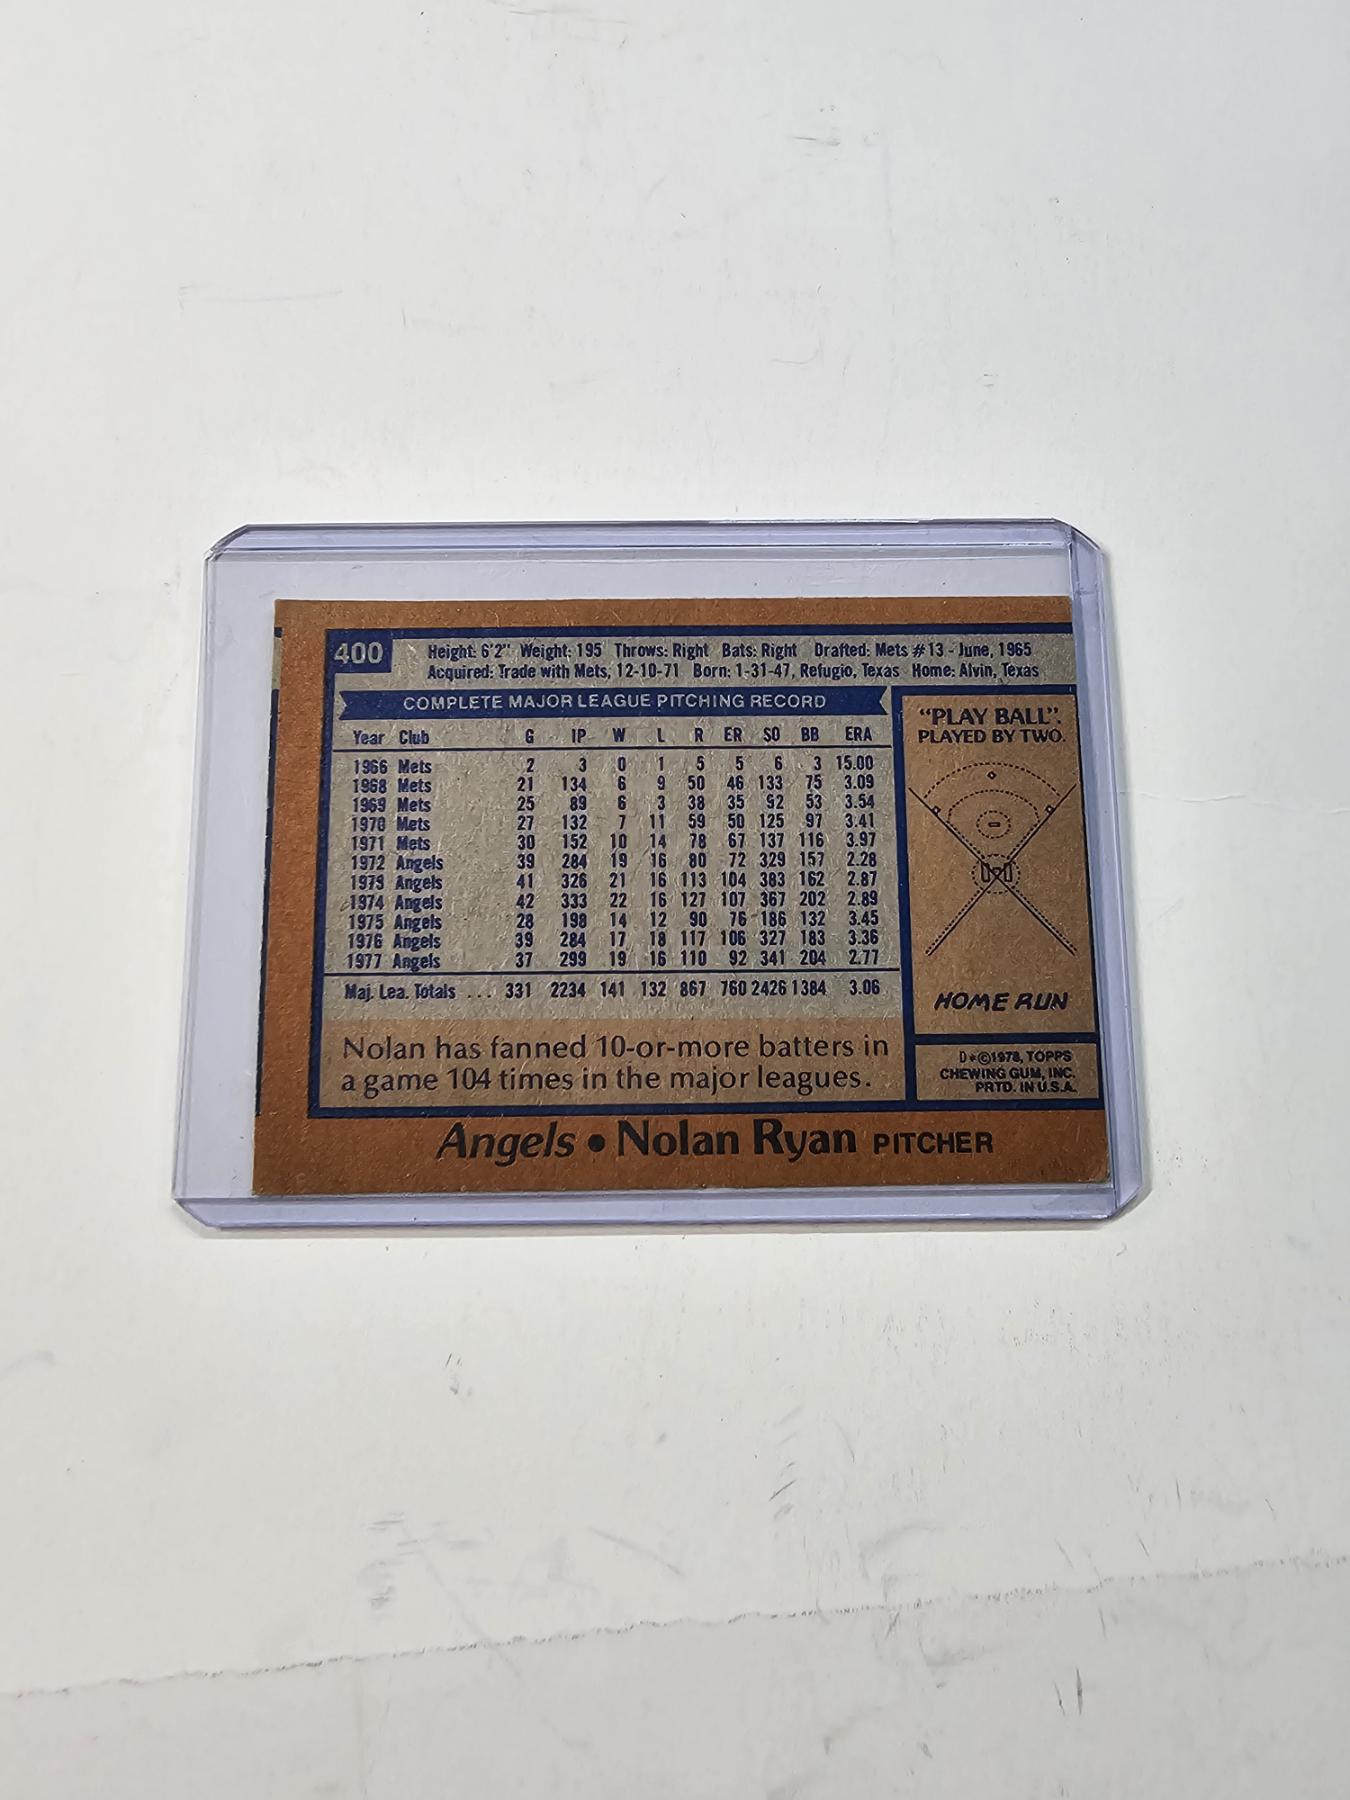 400
Height: 6'2" Weight: 195 Throws: Right Bats: Right Drafted: Mets #13 - June, 1965
Acquired: Trade with Mets, 12-10-71 Born: 1-31-47, Refugio, Texas Home: Alvin, Texas
COMPLETE MAJOR LEAGUE PITCHING RECORD
Year Club G IP W L R ER SO BB ERA
1966 Mets 2 3 0 1 5 5 6 3 15.00
1968 Mets 21 134 6 9 50 46 133 75 3.09
1969 Mets 25 89 6 3 38 35 92 53 3.54
1970 Mets 27 132 7 11 59 50 125 97 3.41
1971 Mets 30 152 10 14 78 67 137 116 3.97
1972 Angels 39 284 19 16 80 72 329 157 2.28
1973 Angels 41 326 21 16 113 104 383 162 2.87
1974 Angels 42 333 22 16 127 107 367 202 2.89
1975 Angels 28 198 14 12 90 76 186 132 3.45
1976 Angels 39 284 17 18 117 106 327 183 3.36
1977 Angels 37 299 19 16 110 92 341 204 2.77
Maj. Lea. Totals ... 331 2234 141 132 867 760 2426 1384 3.06
Nolan has fanned 10-or-more batters in
a game 104 times in the major leagues.
"PLAY BALL".
PLAYED BY TWO.
HOME RUN
D*©1978, TOPPS
CHEWING GUM, INC.
PRTD. IN U.S.A.
Angels • Nolan Ryan PITCHER